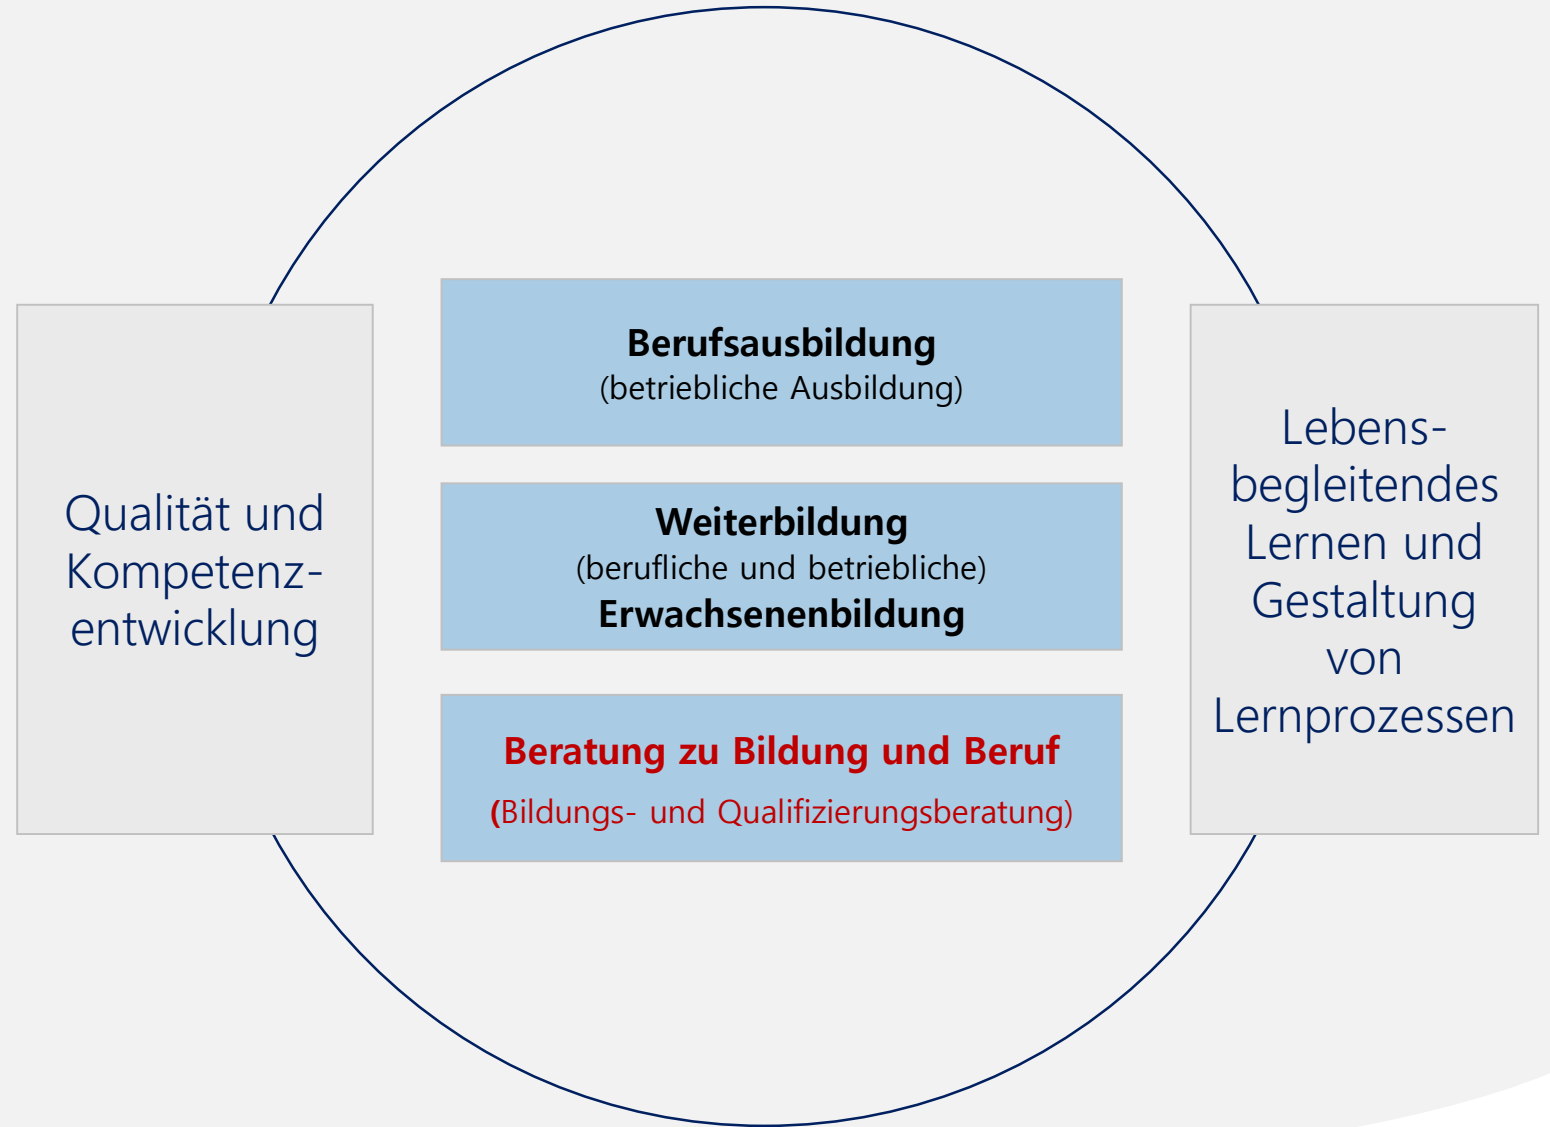 Qualität und
Kompetenz-
entwicklung
Berufsausbildung
(betriebliche Ausbildung)
Weiterbildung
(berufliche und betriebliche)
Erwachsenenbildung
Beratung zu Bildung und Beruf
(Bildungs- und Qualifizierungsberatung)
Lebens-
begleitendes
Lernen und
Gestaltung
von
Lernprozessen